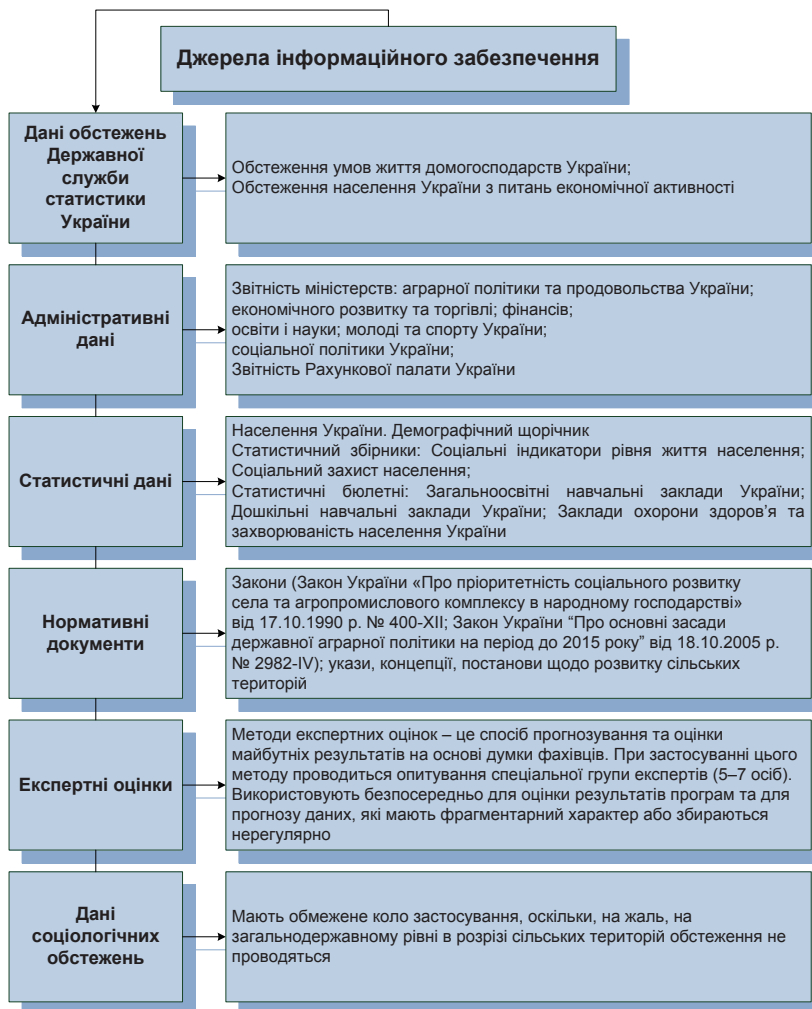 Джерела інформаційного забезпечення
Дані обстежень
Державної
служби
статистики
України
Обстеження умов життя домогосподарств України;
Обстеження населення України з питань економічної активності
Адміністративні
дані
Звітність міністерств: аграрної політики та продовольства України;
економічного розвитку та торгівлі; фінансів;
освіти і науки; молоді та спорту України;
соціальної політики України;
Звітність Рахункової палати України
Статистичні дані
Населення України. Демографічний щорічник
Статистичний збірники: Соціальні індикатори рівня життя населення;
Соціальний захист населення;
Статистичні бюлетні: Загальноосвітні навчальні заклади України;
Дошкільні навчальні заклади України; Заклади охорони здоров’я та
захворюваність населення України
Нормативні
документи
Закони (Закон України «Про пріоритетність соціального розвитку
села та агропромислового комплексу в народному господарстві»
від 17.10.1990 р. № 400-XII; Закон України “Про основні засади
державної аграрної політики на період до 2015 року” від 18.10.2005 р.
№ 2982-IV); укази, концепції, постанови щодо розвитку сільських
територій
Експертні оцінки
Методи експертних оцінок – це спосіб прогнозування та оцінки
майбутніх результатів на основі думки фахівців. При застосуванні цього
методу проводиться опитування спеціальної групи експертів (5–7 осіб).
Використовують безпосередньо для оцінки результатів програм та для
прогнозу даних, які мають фрагментарний характер або збираються
нерегулярно
Дані
соціологічних
обстежень
Мають обмежене коло застосування, оскільки, на жаль, на
загальнодержавному рівні в розрізі сільських територій обстеження не
проводяться